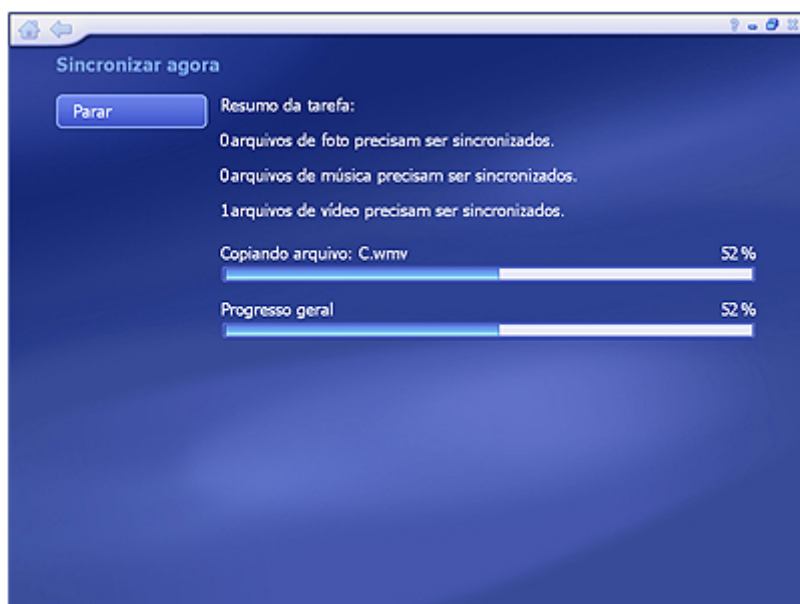 Sincronizar agora
Parar
Resumo da tarefa:
0arquivos de foto precisam ser sincronizados.
0arquivos de música precisam ser sincronizados.
1arquivos de vídeo precisam ser sincronizados.
Copiando arquivo: C.wmv 52 %
Progresso geral 52 %